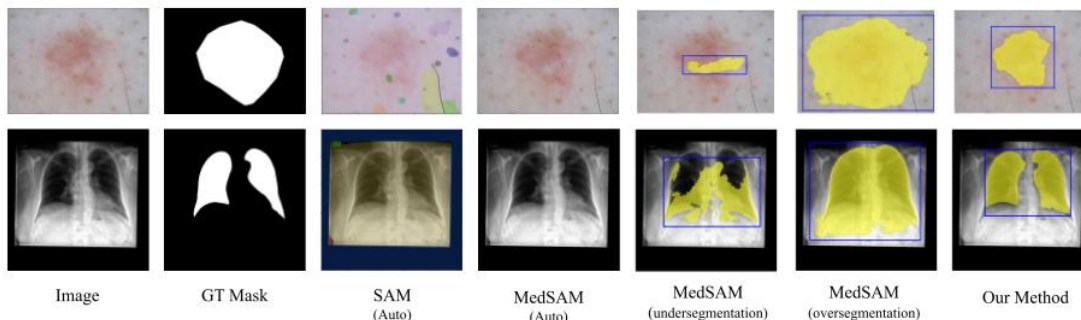 Image
GT Mask
SAM
(Auto)
MedSAM
(Auto)
MedSAM
(undersegmentation)
MedSAM
(oversegmentation)
Our Method